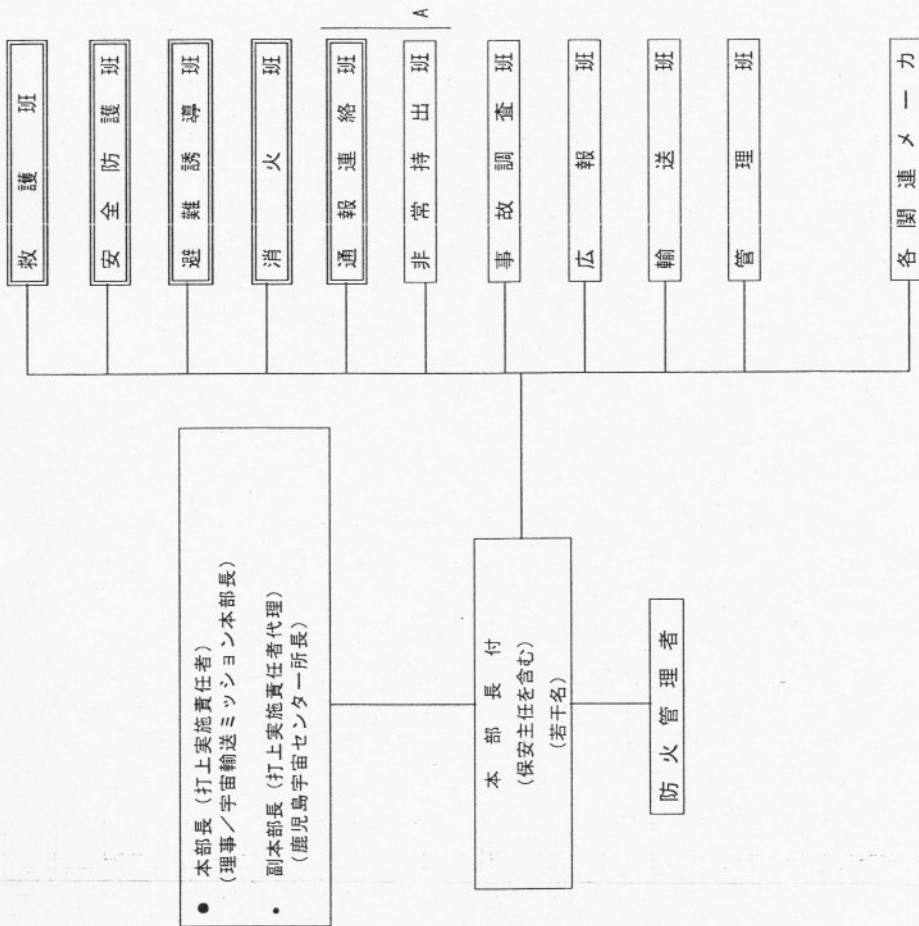 ● 本部長（打上実施責任者）
（理事／宇宙輸送ミッション本部長）
• 副本部長（打上実施責任者代理）
（鹿児島宇宙センター所長）
本部長付
（保安主任を含む）
（若干名）
防火管理者
救護班
安全防護班
避難誘導班
消火班
通報連絡班
非常持出班
A
事故調査班
広報班
輸送班
管理班
各関連メーカ